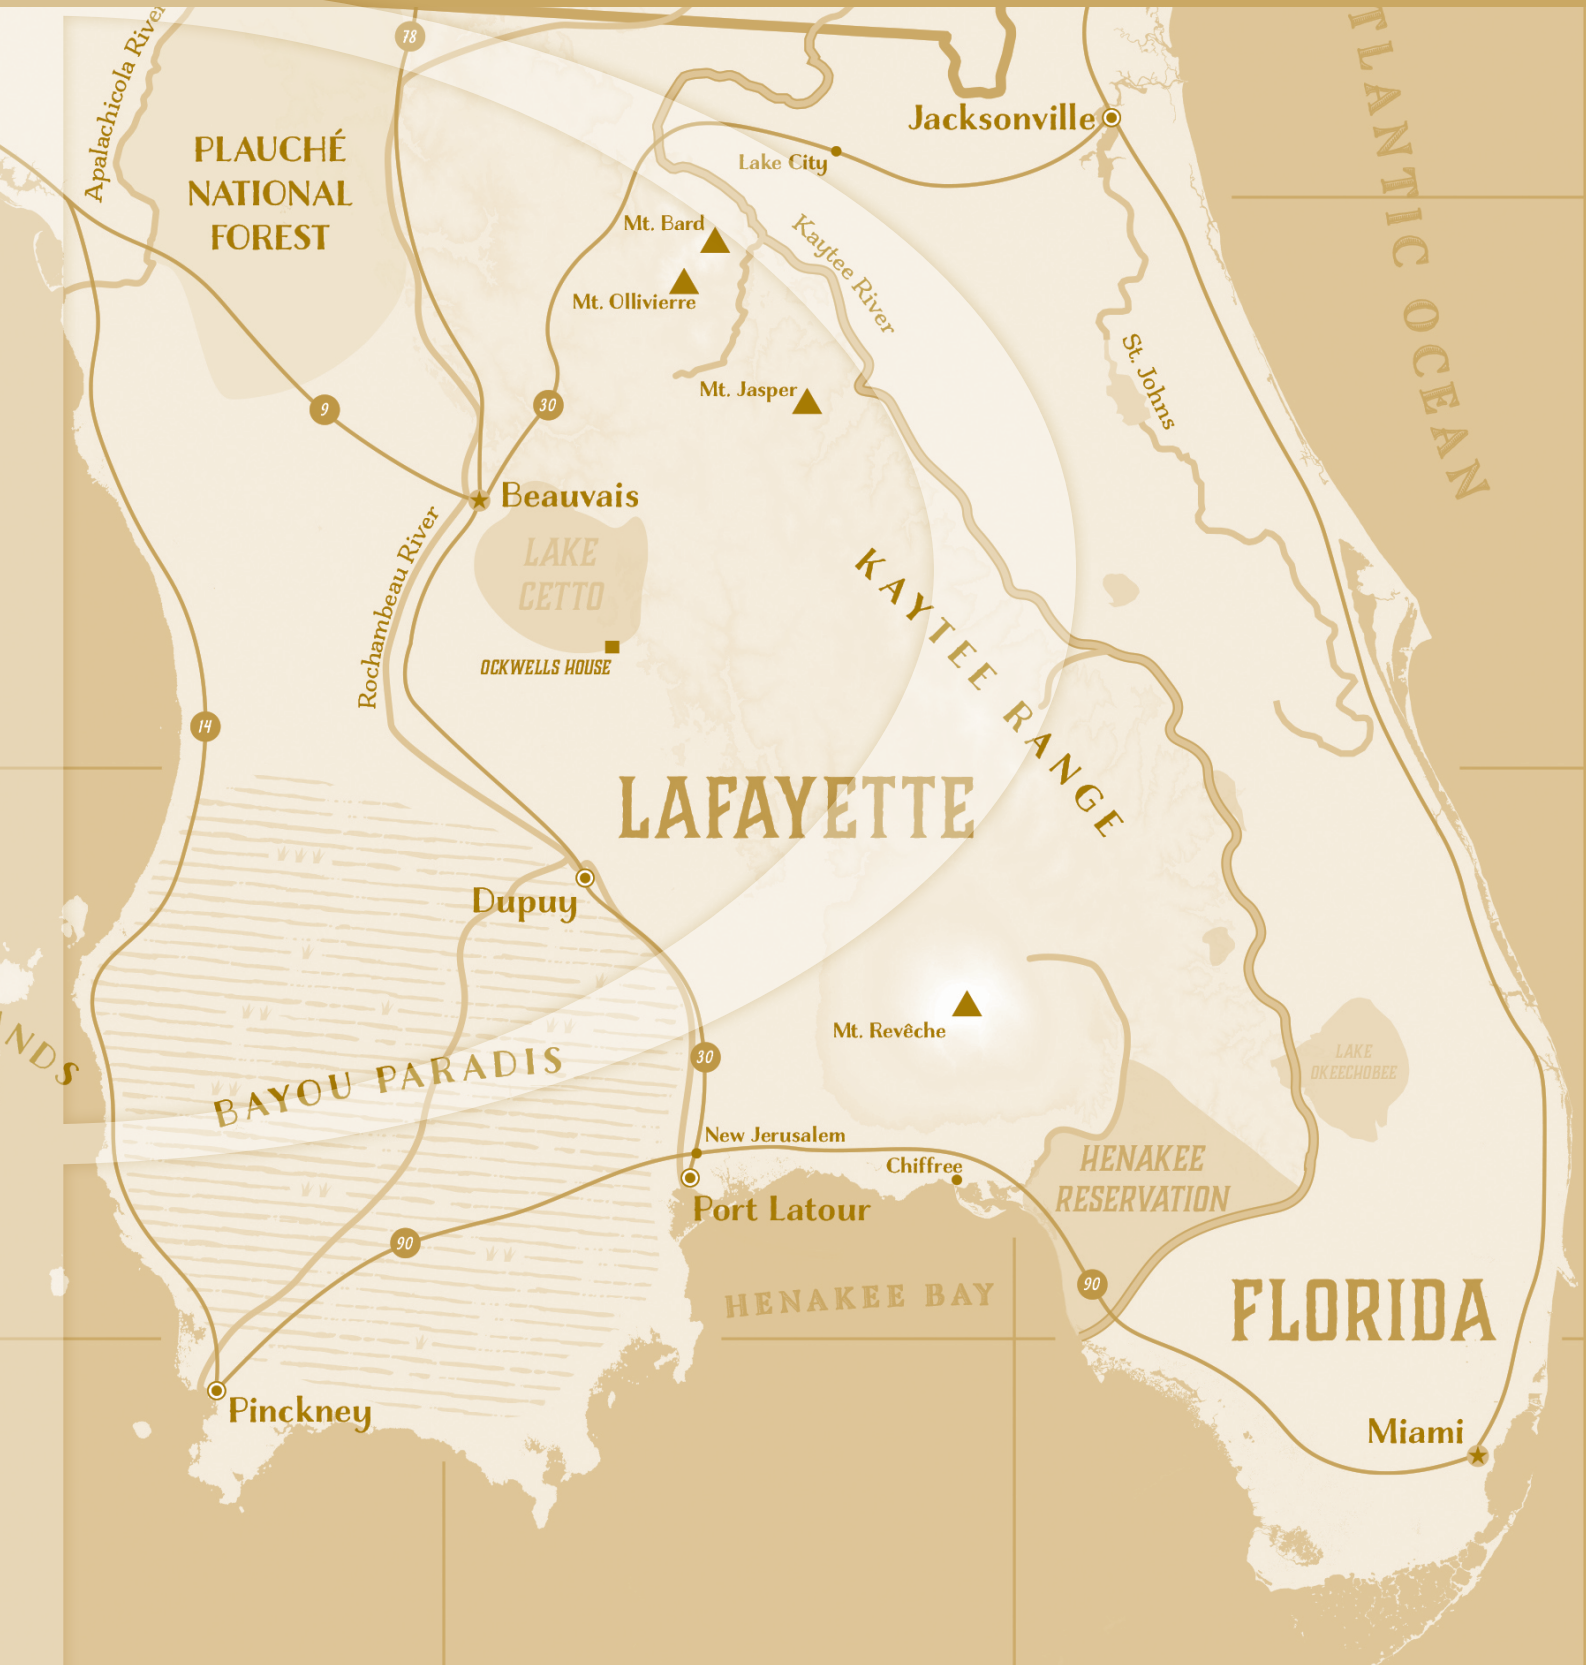 78
Apalachicola River
PLAUCHÉ
NATIONAL
FOREST
Jacksonville
Lake City
Mt. Bard
Mt. Ollivierre
Kaytee River
Mt. Jasper
St. Johns
TLANTIC OCEAN
9
30
Beauvais
LAKE
CETTO
OCKWELLS HOUSE
Rochambeau River
14
KAYTEE RANGE
LAFAYETTE
Dupuy
Mt. Revêche
NDS
BAYOU PARADIS
30
New Jerusalem
Chiffree
Port Latour
LAKE
OKEECHOBEE
HENAKEE
RESERVATION
90
HENAKEE BAY
90
FLORIDA
Pinckney
Miami